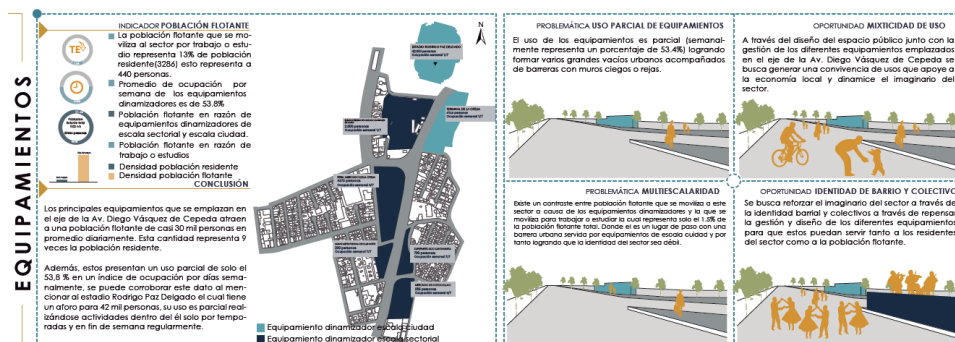 EQUIPAMIENTOS
INDICADOR POBLACIÓN FLOTANTE
TE
La población flotante que se mo-
viliza al sector por trabajo o estu-
dio representa 13% de población
residente(3286) esto representa a
440 personas.
Promedio de ocupación por
semana de los equipamientos
dinamizadores es de 53.8%
Población flotante en razón de
equipamientos dinamizadores de
escala sectorial y escala ciudad.
Población flotante en razón de
trabajo o estudios
Densidad población residente
Densidad población flotante
CONCLUSIÓN
Los principales equipamientos que se emplazan en
el eje de la Av. Diego Vásquez de Cepeda atraen
a una población flotante de casi 30 mil personas en
promedio diariamente. Esta cantidad representa 9
veces la población residente.
Además, estos presentan un uso parcial de solo el
53,8 % en un índice de ocupación por días sema-
nalmente, se puede corroborar este dato al men-
cionar al estadio Rodrigo Paz Delgado el cual tiene
un aforo para 42 mil personas, su uso es parcial real-
izándose actividades dentro del él solo por tempo-
radas y en fin de semana regularmente.
N
Equipamiento dinamizador escala ciudad
Equipamiento dinamizador escala sectorial
PROBLEMÁTICA USO PARCIAL DE EQUIPAMIENTOS
El uso de los equipamientos es parcial (semanal-
mente representa un porcentaje de 53.4%) logrando
formar varios grandes vacíos urbanos acompañados
de barreras con muros ciegos o rejas.
OPORTUNIDAD MIXTICIDAD DE USO
A través del diseño del espacio público junto con la
gestión de los diferentes equipamientos emplazados
en el eje de la Av. Diego Vásquez de Cepeda se
busca generar una convivencia de usos que apoye a
la economía local y dinamice el imaginario del
sector.
PROBLEMÁTICA MULTIESCALARIDAD
Existe un contraste entre población flotante que se moviliza a este
sector a causa de los equipamientos dinamizadores y la que se
moviliza para trabajar o estudiar la cual representa solo el 1.5% de
la población flotante total. Donde el es un lugar de paso con una
barrera urbana servida por equipamientos de escala ciudad y por
tanto logrando que la identidad del sector sea débil.
OPORTUNIDAD IDENTIDAD DE BARRIO Y COLECTIVO
Se busca reforzar el imaginario del sector a través de
la identidad barrial y colectivos a través de repensar
la gestión y diseño de los diferentes equipamientos
para que estos puedan servir tanto a los residentes
del sector como a la población flotante.